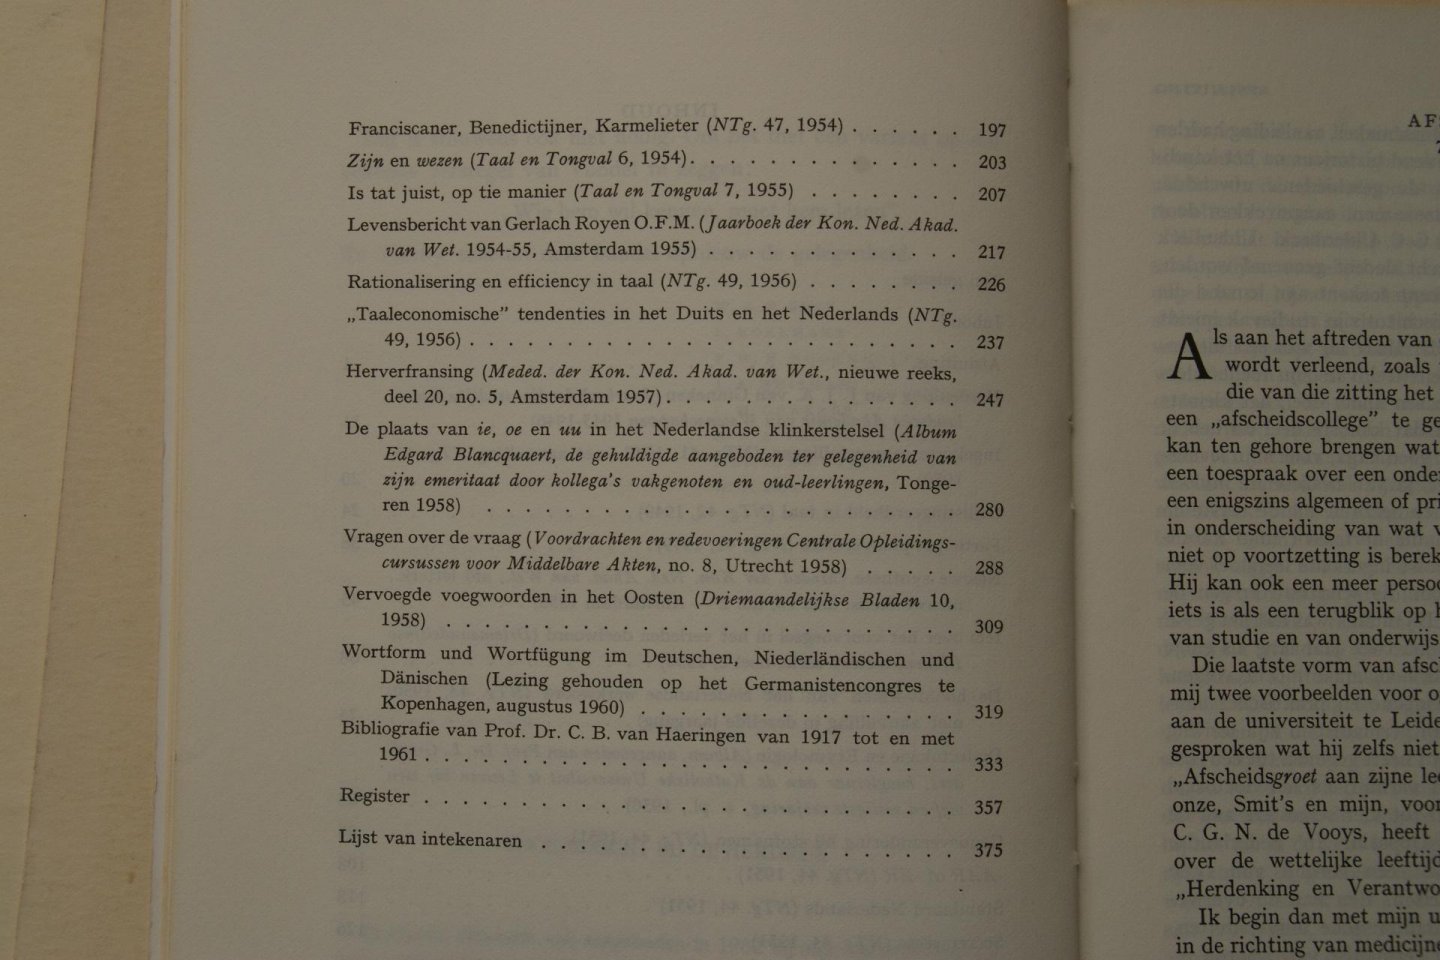 Franciscaner, Benedictijner, Karmelieter (NTg. 47, 1954) . . . . . . 197
Zijn en wezen (Taal en Tongval 6, 1954). . . . . . . . . . . . . . 203
Is tat juist, op tie manier (Taal en Tongval 7, 1955) . . . . . . . . 207
Levensbericht van Gerlach Royen O.F.M. (Jaarboek der Kon. Ned. Akad.
van Wet. 1954-55, Amsterdam 1955) . . . . . . . . . . . . . 217
Rationalisering en efficiency in taal (NTg. 49, 1956) . . . . . . . . 226
„Taaleconomische” tendenties in het Duits en het Nederlands (NTg.
49, 1956) . . . . . . . . . . . . . . . . . . . . . . . . . 237
Herverfransing (Meded. der Kon. Ned. Akad. van Wet., nieuwe reeks,
deel 20, no. 5, Amsterdam 1957) . . . . . . . . . . . . . . . 247
De plaats van ie, oe en uu in het Nederlandse klinkerstelsel (Album
Edgard Blancquaert, de gehuldigde aangeboden ter gelegenheid van
zijn emeritaat door kollega's vakgenoten en oud-leerlingen, Tonge-
ren 1958) . . . . . . . . . . . . . . . . . . . . . . . . 280
Vragen over de vraag (Voordrachten en redevoeringen Centrale Opleidings-
cursussen voor Middelbare Akten, no. 8, Utrecht 1958) . . . . . 288
Vervoegde voegwoorden in het Oosten (Driemaandelijkse Bladen 10,
1958) . . . . . . . . . . . . . . . . . . . . . . . . . . 309
Wortform und Wortfügung im Deutschen, Niederländischen und
Dänischen (Lezing gehouden op het Germanistencongres te
Kopenhagen, augustus 1960) . . . . . . . . . . . . . . . . 319
Bibliografie van Prof. Dr. C. B. van Haeringen van 1917 tot en met
1961 . . . . . . . . . . . . . . . . . . . . . . . . . . . 333
Register . . . . . . . . . . . . . . . . . . . . . . . . . . . 357
Lijst van intekenaren . . . . . . . . . . . . . . . . . . . . . 375
AF
Als aan het aftreden van
wordt verleend, zoals
die van die zitting het
een „afscheidscollege” te
kan ten gehore brengen wat
een toespraak over een
een enigszins algemeen of
in onderscheiding van wat
niet op voortzetting is
Hij kan ook een meer
iets is als een terugblik op
van studie en van onderwijs
Die laatste vorm van
mij twee voorbeelden voor
aan de universiteit te
gesproken wat hij zelfs niet
„Afscheidsgroet aan zijne
onze, Smit's en mijn,
C. G. N. de Vooys, heeft
over de wettelijke
„Herdenking en
Ik begin dan met mijn
in de richting van